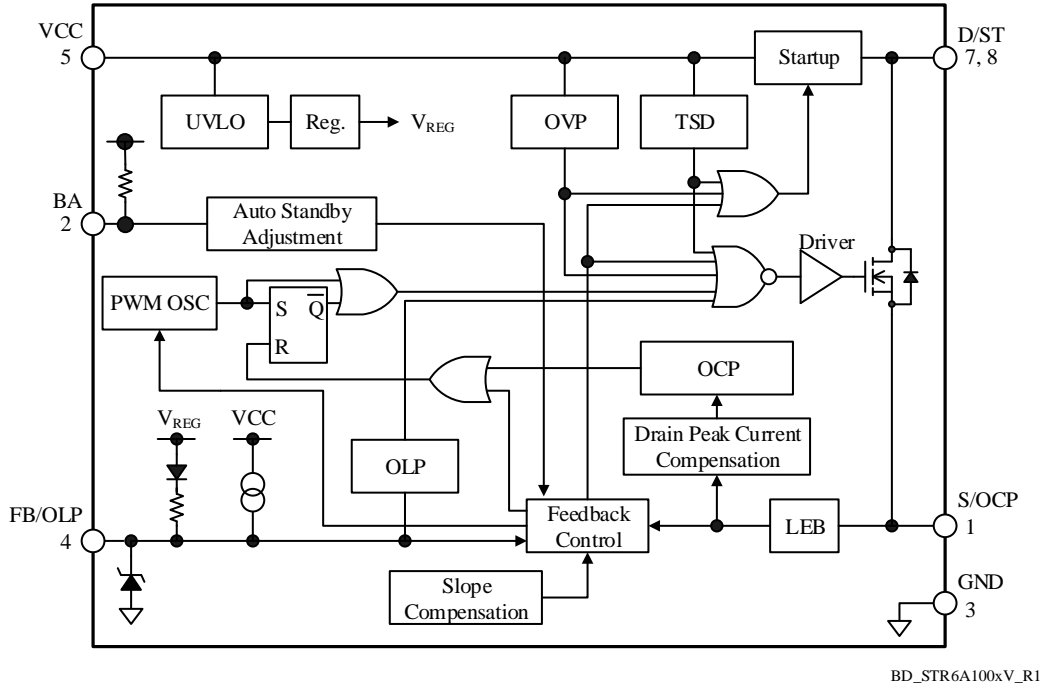 VCC
5
D/ST
7, 8
Startup
UVLO
Reg.
VREG
OVP
TSD
BA
2
Auto Standby
Adjustment
Driver
PWM OSC
S
Q
R
OCP
VREG
VCC
OLP
Drain Peak Current
Compensation
FB/OLP
4
Feedback
Control
LEB
S/OCP
1
Slope
Compensation
GND
3
BD_STR6A100xV_R1